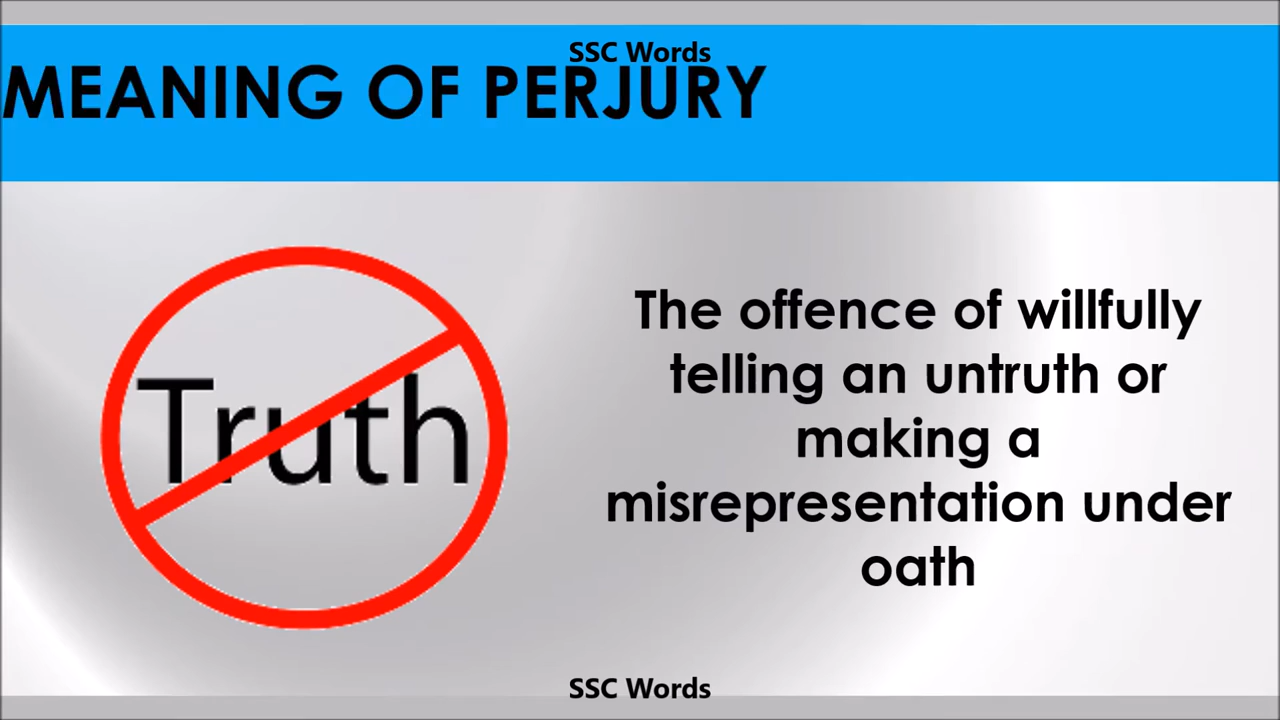 SSC Words
MEANING OF PERJURY
Truth
The offence of willfully
telling an untruth or
making a
misrepresentation under
oath
SSC Words